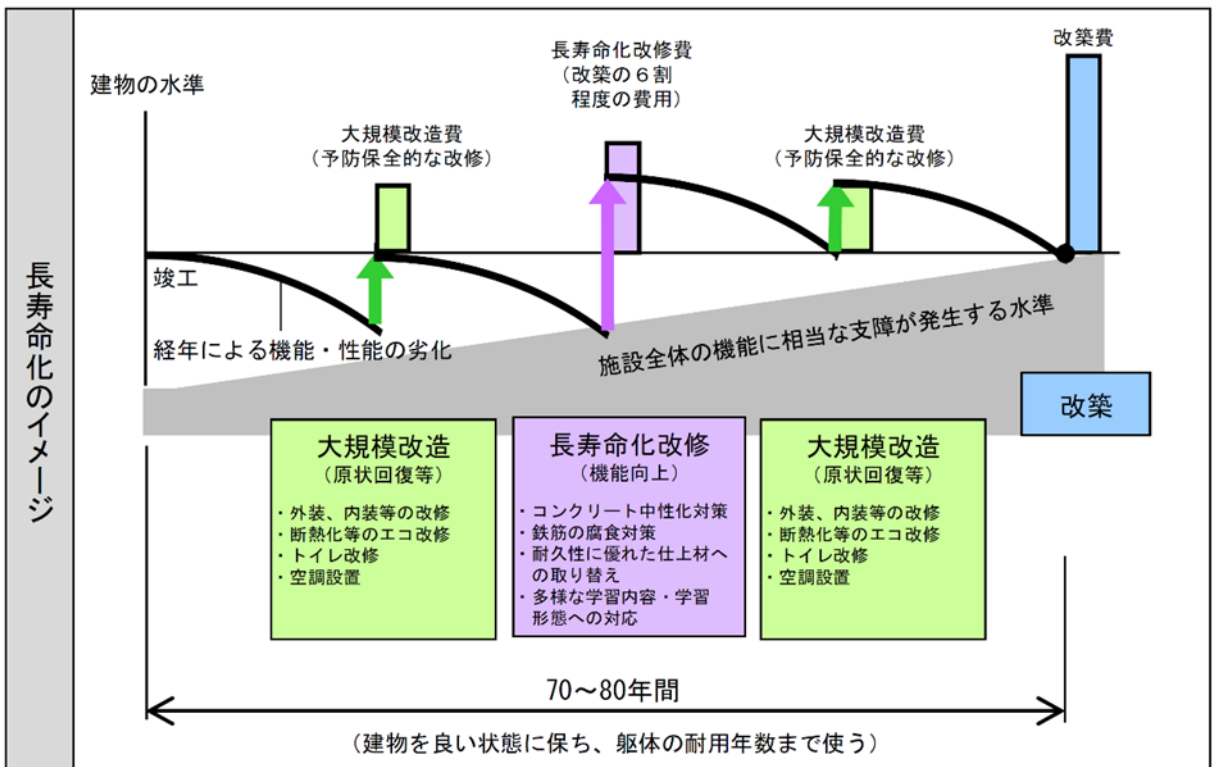 長寿命化のイメージ
建物の水準
大規模改造費
（予防保全的な改修）
長寿命化改修費
（改築の６割
程度の費用）
大規模改造費
（予防保全的な改修）
改築費
竣工
経年による機能・性能の劣化
施設全体の機能に相当な支障が発生する水準
大規模改造
（原状回復等）
・外装、内装等の改修
・断熱化等のエコ改修
・トイレ改修
・空調設置
長寿命化改修
（機能向上）
・コンクリート中性化対策
・鉄筋の腐食対策
・耐久性に優れた仕上材へ
の取り替え
・多様な学習内容・学習
形態への対応
大規模改造
（原状回復等）
・外装、内装等の改修
・断熱化等のエコ改修
・トイレ改修
・空調設置
改築
70～80年間
（建物を良い状態に保ち、躯体の耐用年数まで使う）